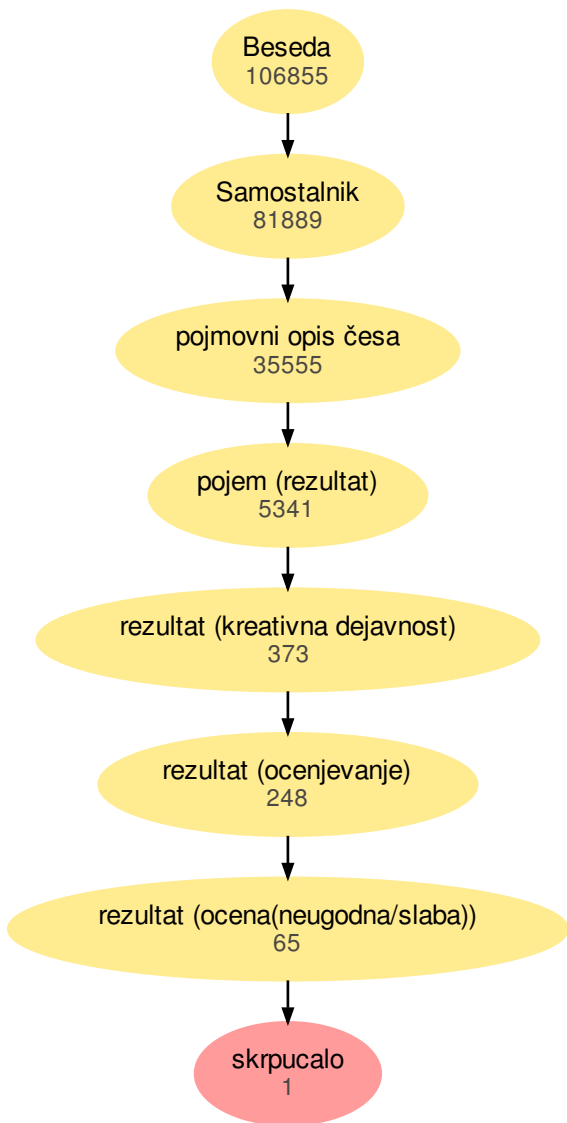 Beseda
106855
Samostalnik
81889
pojmovni opis česa
35555
pojem (rezultat)
5341
rezultat (kreativna dejavnost)
373
rezultat (ocenjevanje)
248
rezultat (ocena(neugodna/slaba))
65
skrpucalo
1